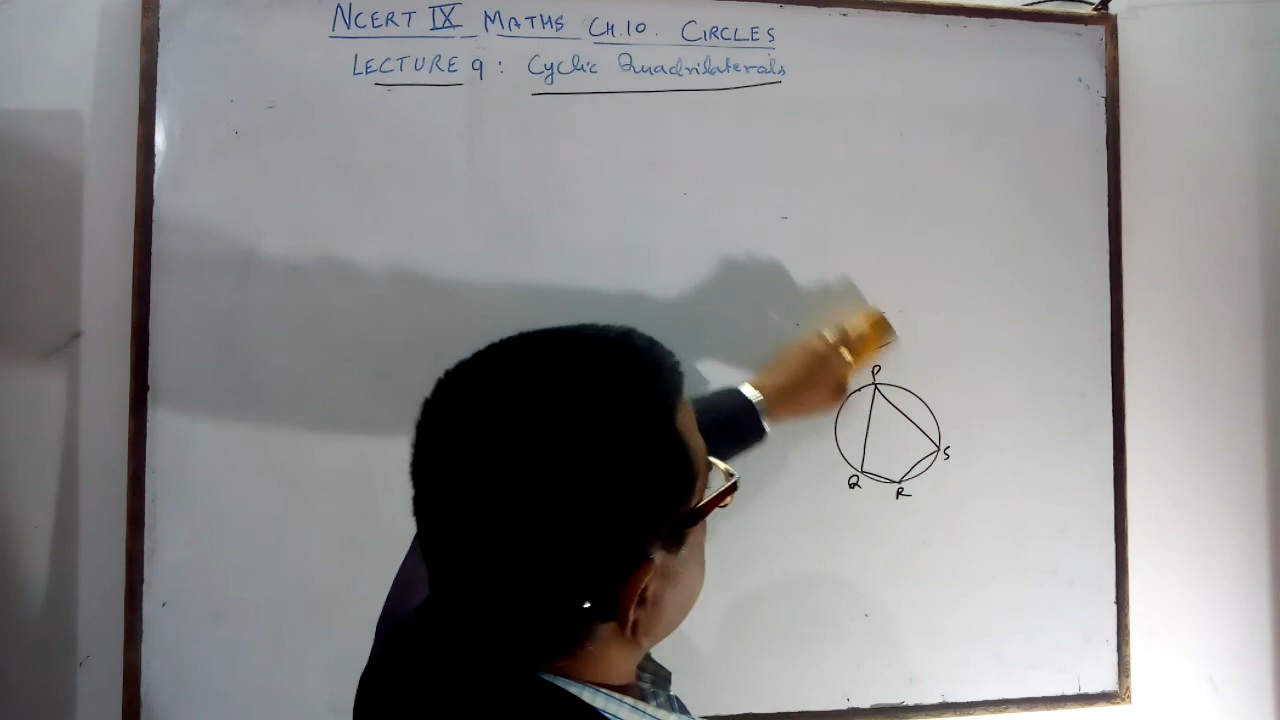 NCERT IX MATHS CH.10. CIRCLES
LECTURE 9: Cyclic Quadrilaterals
P
S
Q
R